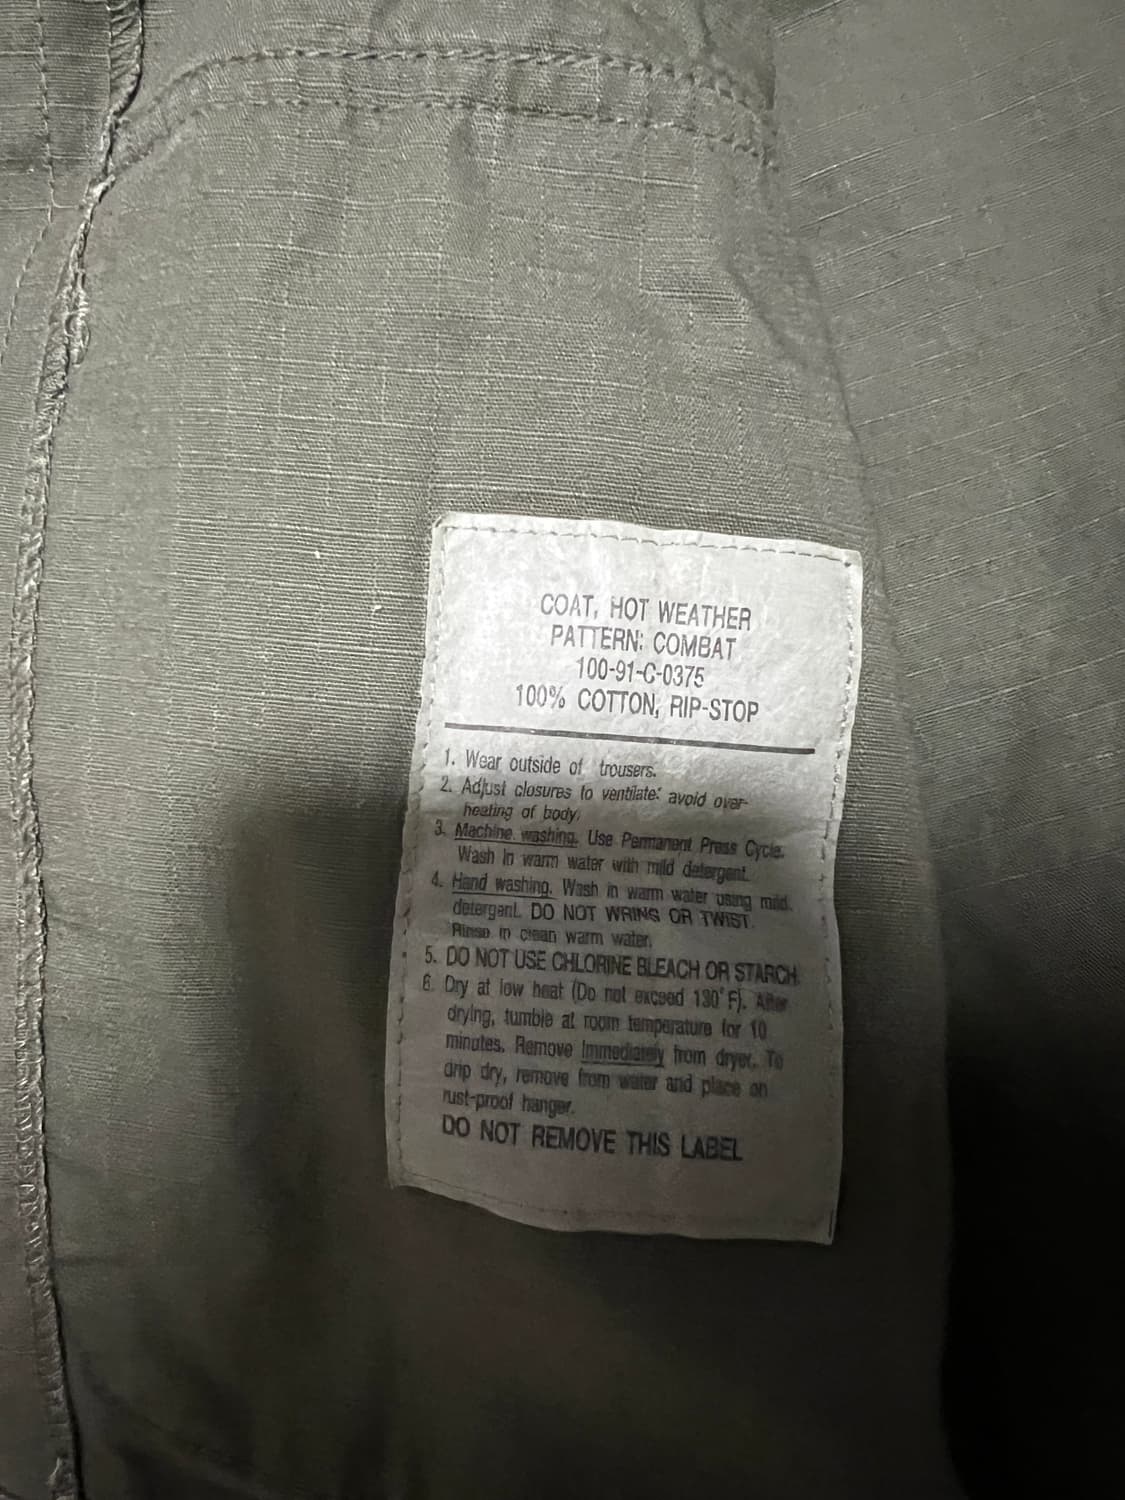 COAT, HOT WEATHER
PATTERN: COMBAT
100-91-C-0375
100% COTTON, RIP-STOP
1. Wear outside of trousers.
2. Adjust closures to ventilate: avoid over-
heating of body.
3. Machine washing. Use Permanent Press Cycle.
Wash in warm water with mild detergent.
4. Hand washing. Wash in warm water using mild
detergent. DO NOT WRING OR TWIST.
Rinse in clean warm water.
5. DO NOT USE CHLORINE BLEACH OR STARCH.
6. Dry at low heat (Do not exceed 130° F). After
drying, tumble at room temperature for 10
minutes. Remove immediately from dryer. To
drip dry, remove from water and place on
rust-proof hanger.
DO NOT REMOVE THIS LABEL